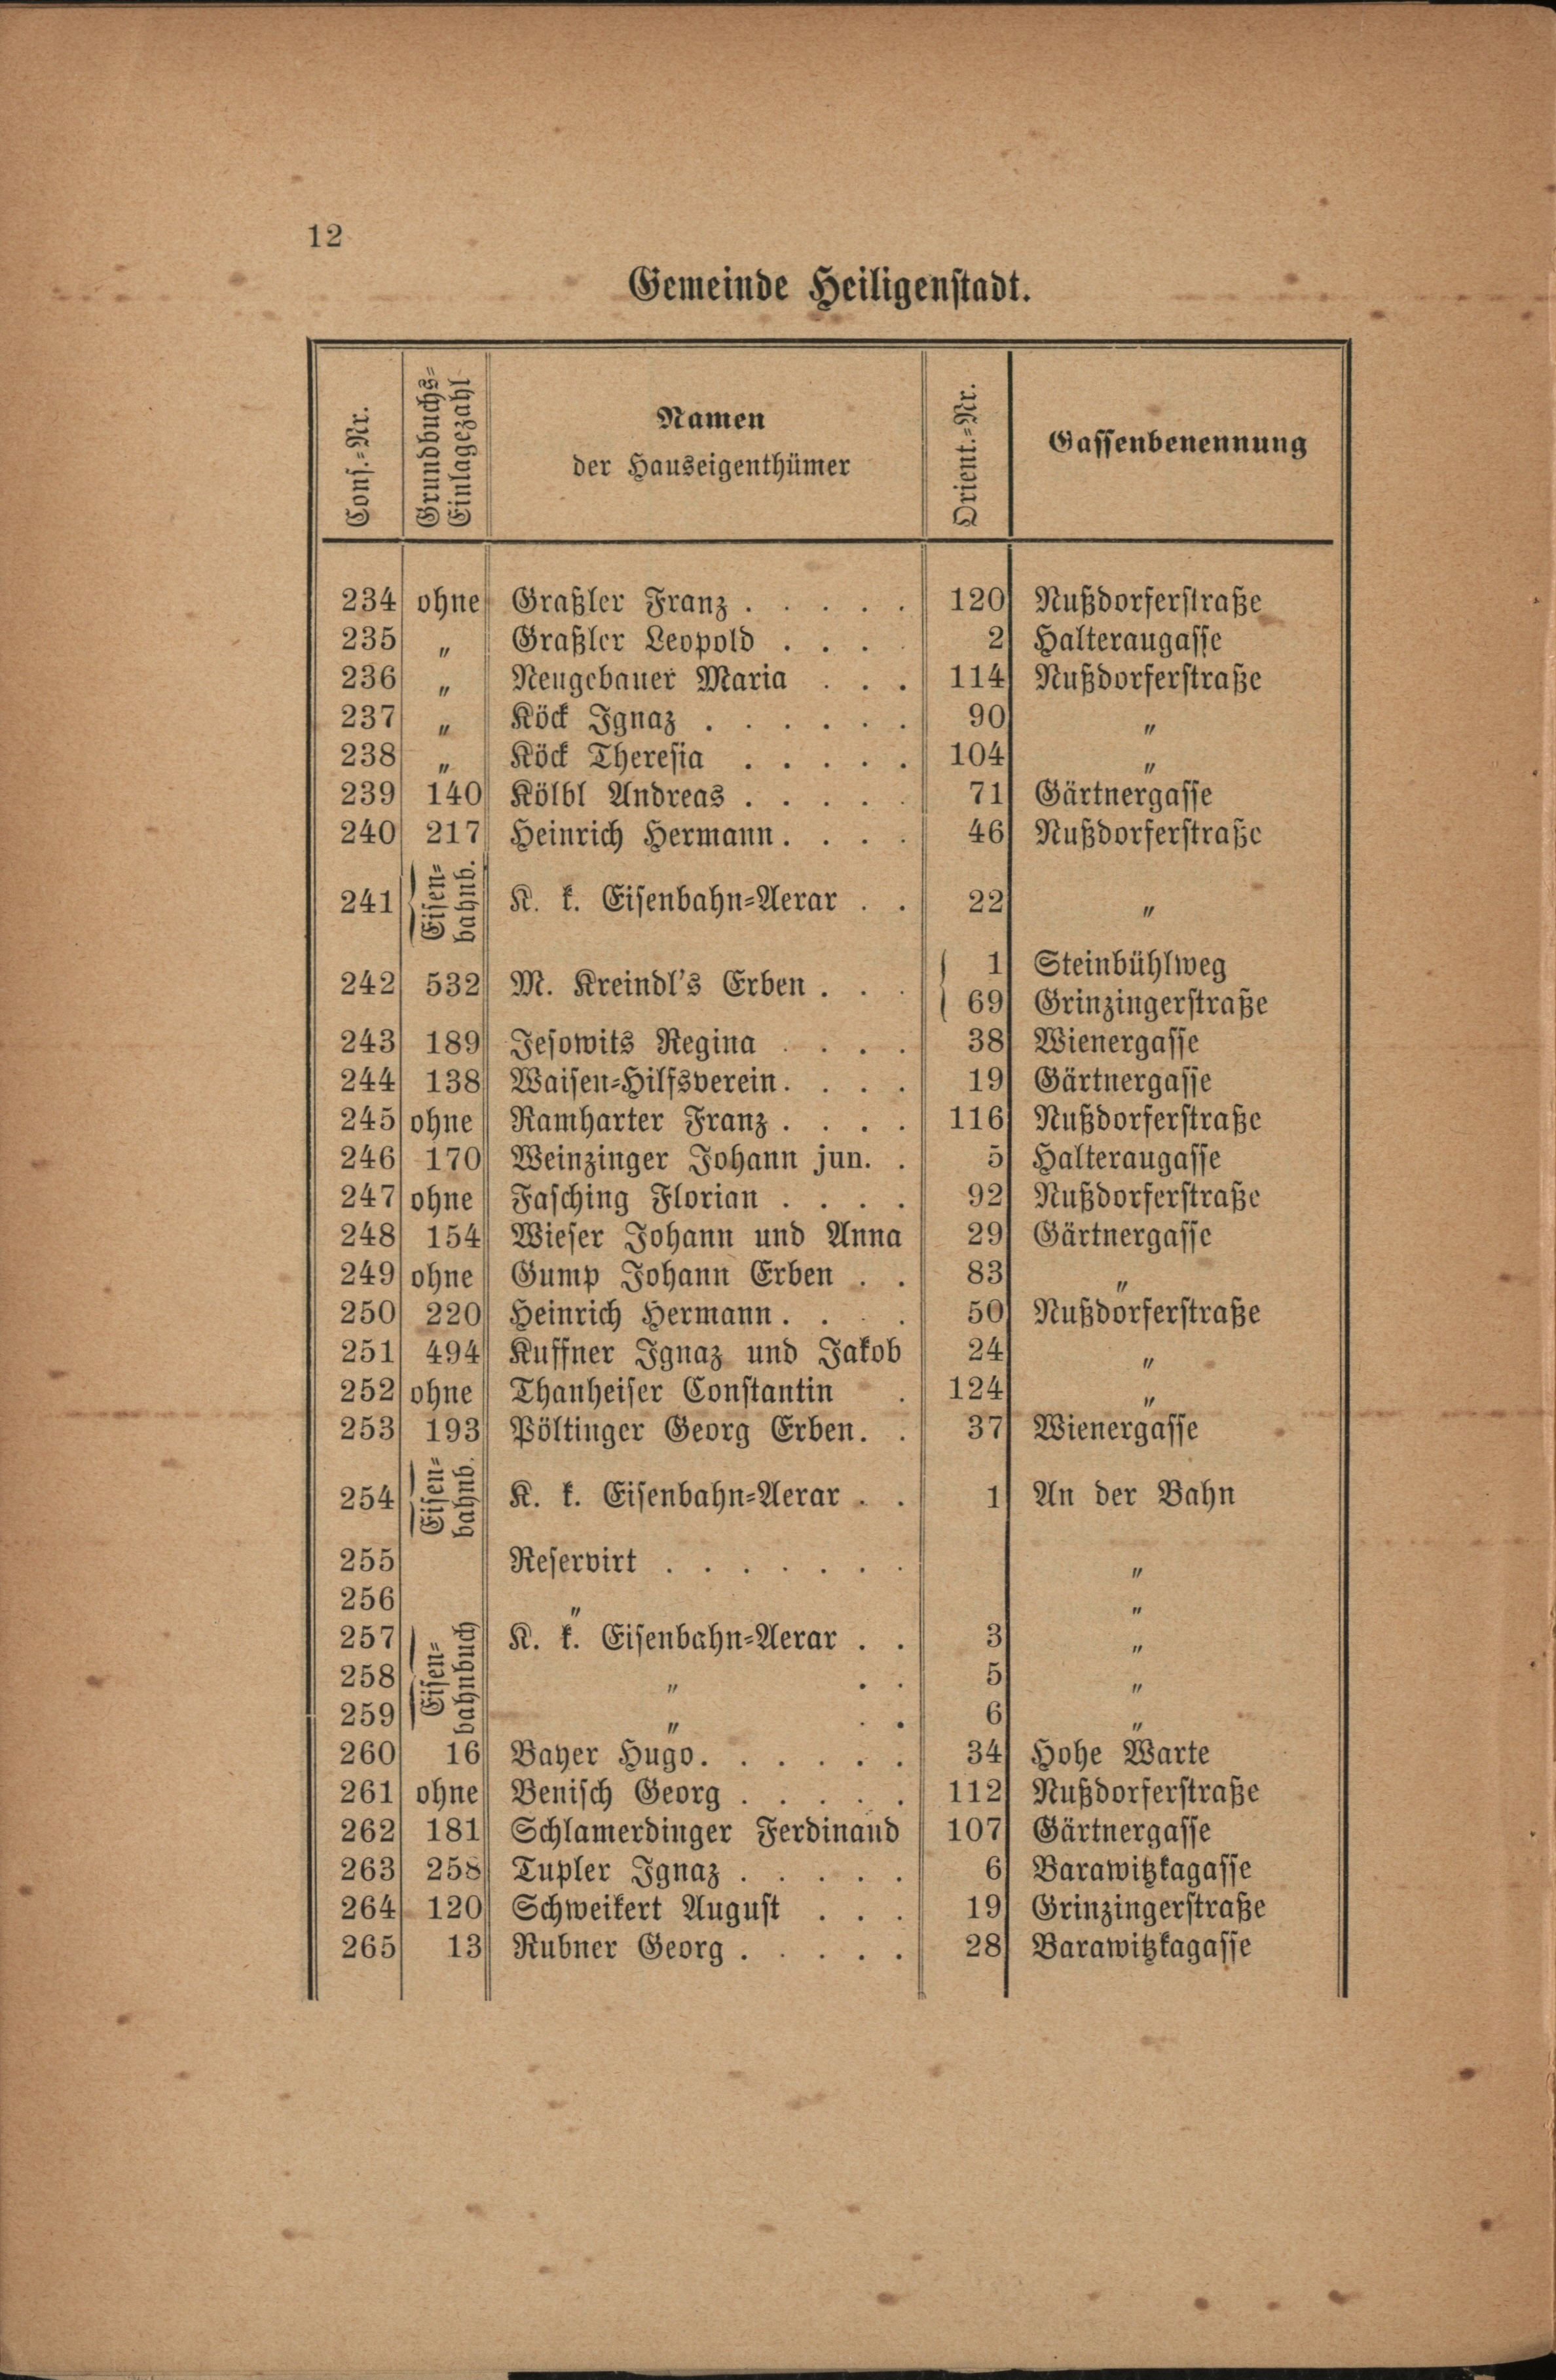 12
Gemeinde Heiligenstadt.
Cons.-Nr.
Grundbuchs-
Einlagezahl
Namen
der Hauseigenthümer
Orient.-Nr.
Gassenbenennung
234 ohne Graßler Franz . . . . . 120 Nußdorferstraße
235 „ Graßler Leopold . . . . 2 Halteraugasse
236 „ Neugebauer Maria . . . 114 Nußdorferstraße
237 „ Köck Ignaz . . . . . . 90 „
238 „ Köck Theresia . . . . . 104 „
239 140 Kölbl Andreas . . . . . 71 Gärtnergasse
240 217 Heinrich Hermann . . . . 46 Nußdorferstraße
241 Eisen-
bahnb. K. k. Eisenbahn-Aerar . . 22 „
242 532 M. Kreindl's Erben . . . 1 Steinbühlweg
69 Grinzingerstraße
243 189 Jesowits Regina . . . . 38 Wienergasse
244 138 Waisen-Hilfsverein . . . . 19 Gärtnergasse
245 ohne Ramharter Franz . . . . 116 Nußdorferstraße
246 170 Weinzinger Johann jun. . 5 Halteraugasse
247 ohne Fasching Florian . . . . 92 Nußdorferstraße
248 154 Wieser Johann und Anna 29 Gärtnergasse
249 ohne Gump Johann Erben . . 83 „
250 220 Heinrich Hermann . . . . 50 Nußdorferstraße
251 494 Kuffner Ignaz und Jakob 24 „
252 ohne Thanheiser Constantin . 124 „
253 193 Pöltinger Georg Erben . . 37 Wienergasse
254 Eisen-
bahnb. K. k. Eisenbahn-Aerar . . 1 An der Bahn
255 Reservirt . . . . . . . „
256 „ „
257 Eisen-
bahnbuch K. k. Eisenbahn-Aerar . . 3 „
258 „ . . 5 „
259 „ . . 6 „
260 16 Bayer Hugo . . . . . . 34 Hohe Warte
261 ohne Benisch Georg . . . . . 112 Nußdorferstraße
262 181 Schlamerdinger Ferdinand 107 Gärtnergasse
263 258 Tupler Ignaz . . . . . 6 Barawitzkagasse
264 120 Schweikert August . . . 19 Grinzingerstraße
265 13 Rubner Georg . . . . . 28 Barawitzkagasse